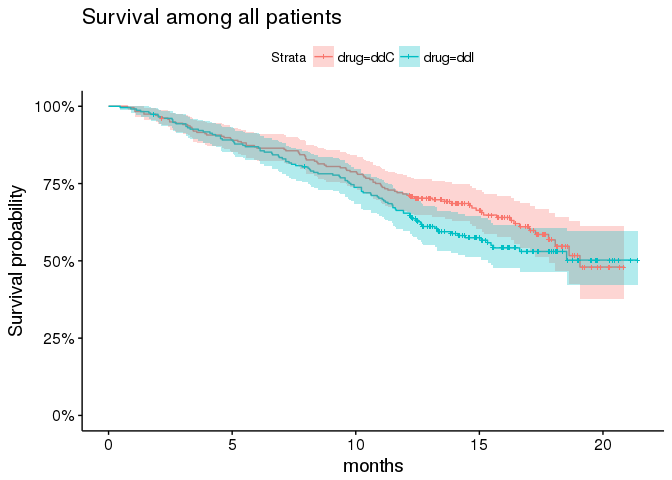 Survival among all patients
Strata drug=ddC drug=ddI
100%
75%
50%
25%
0%
Survival probability
0 5 10 15 20
months